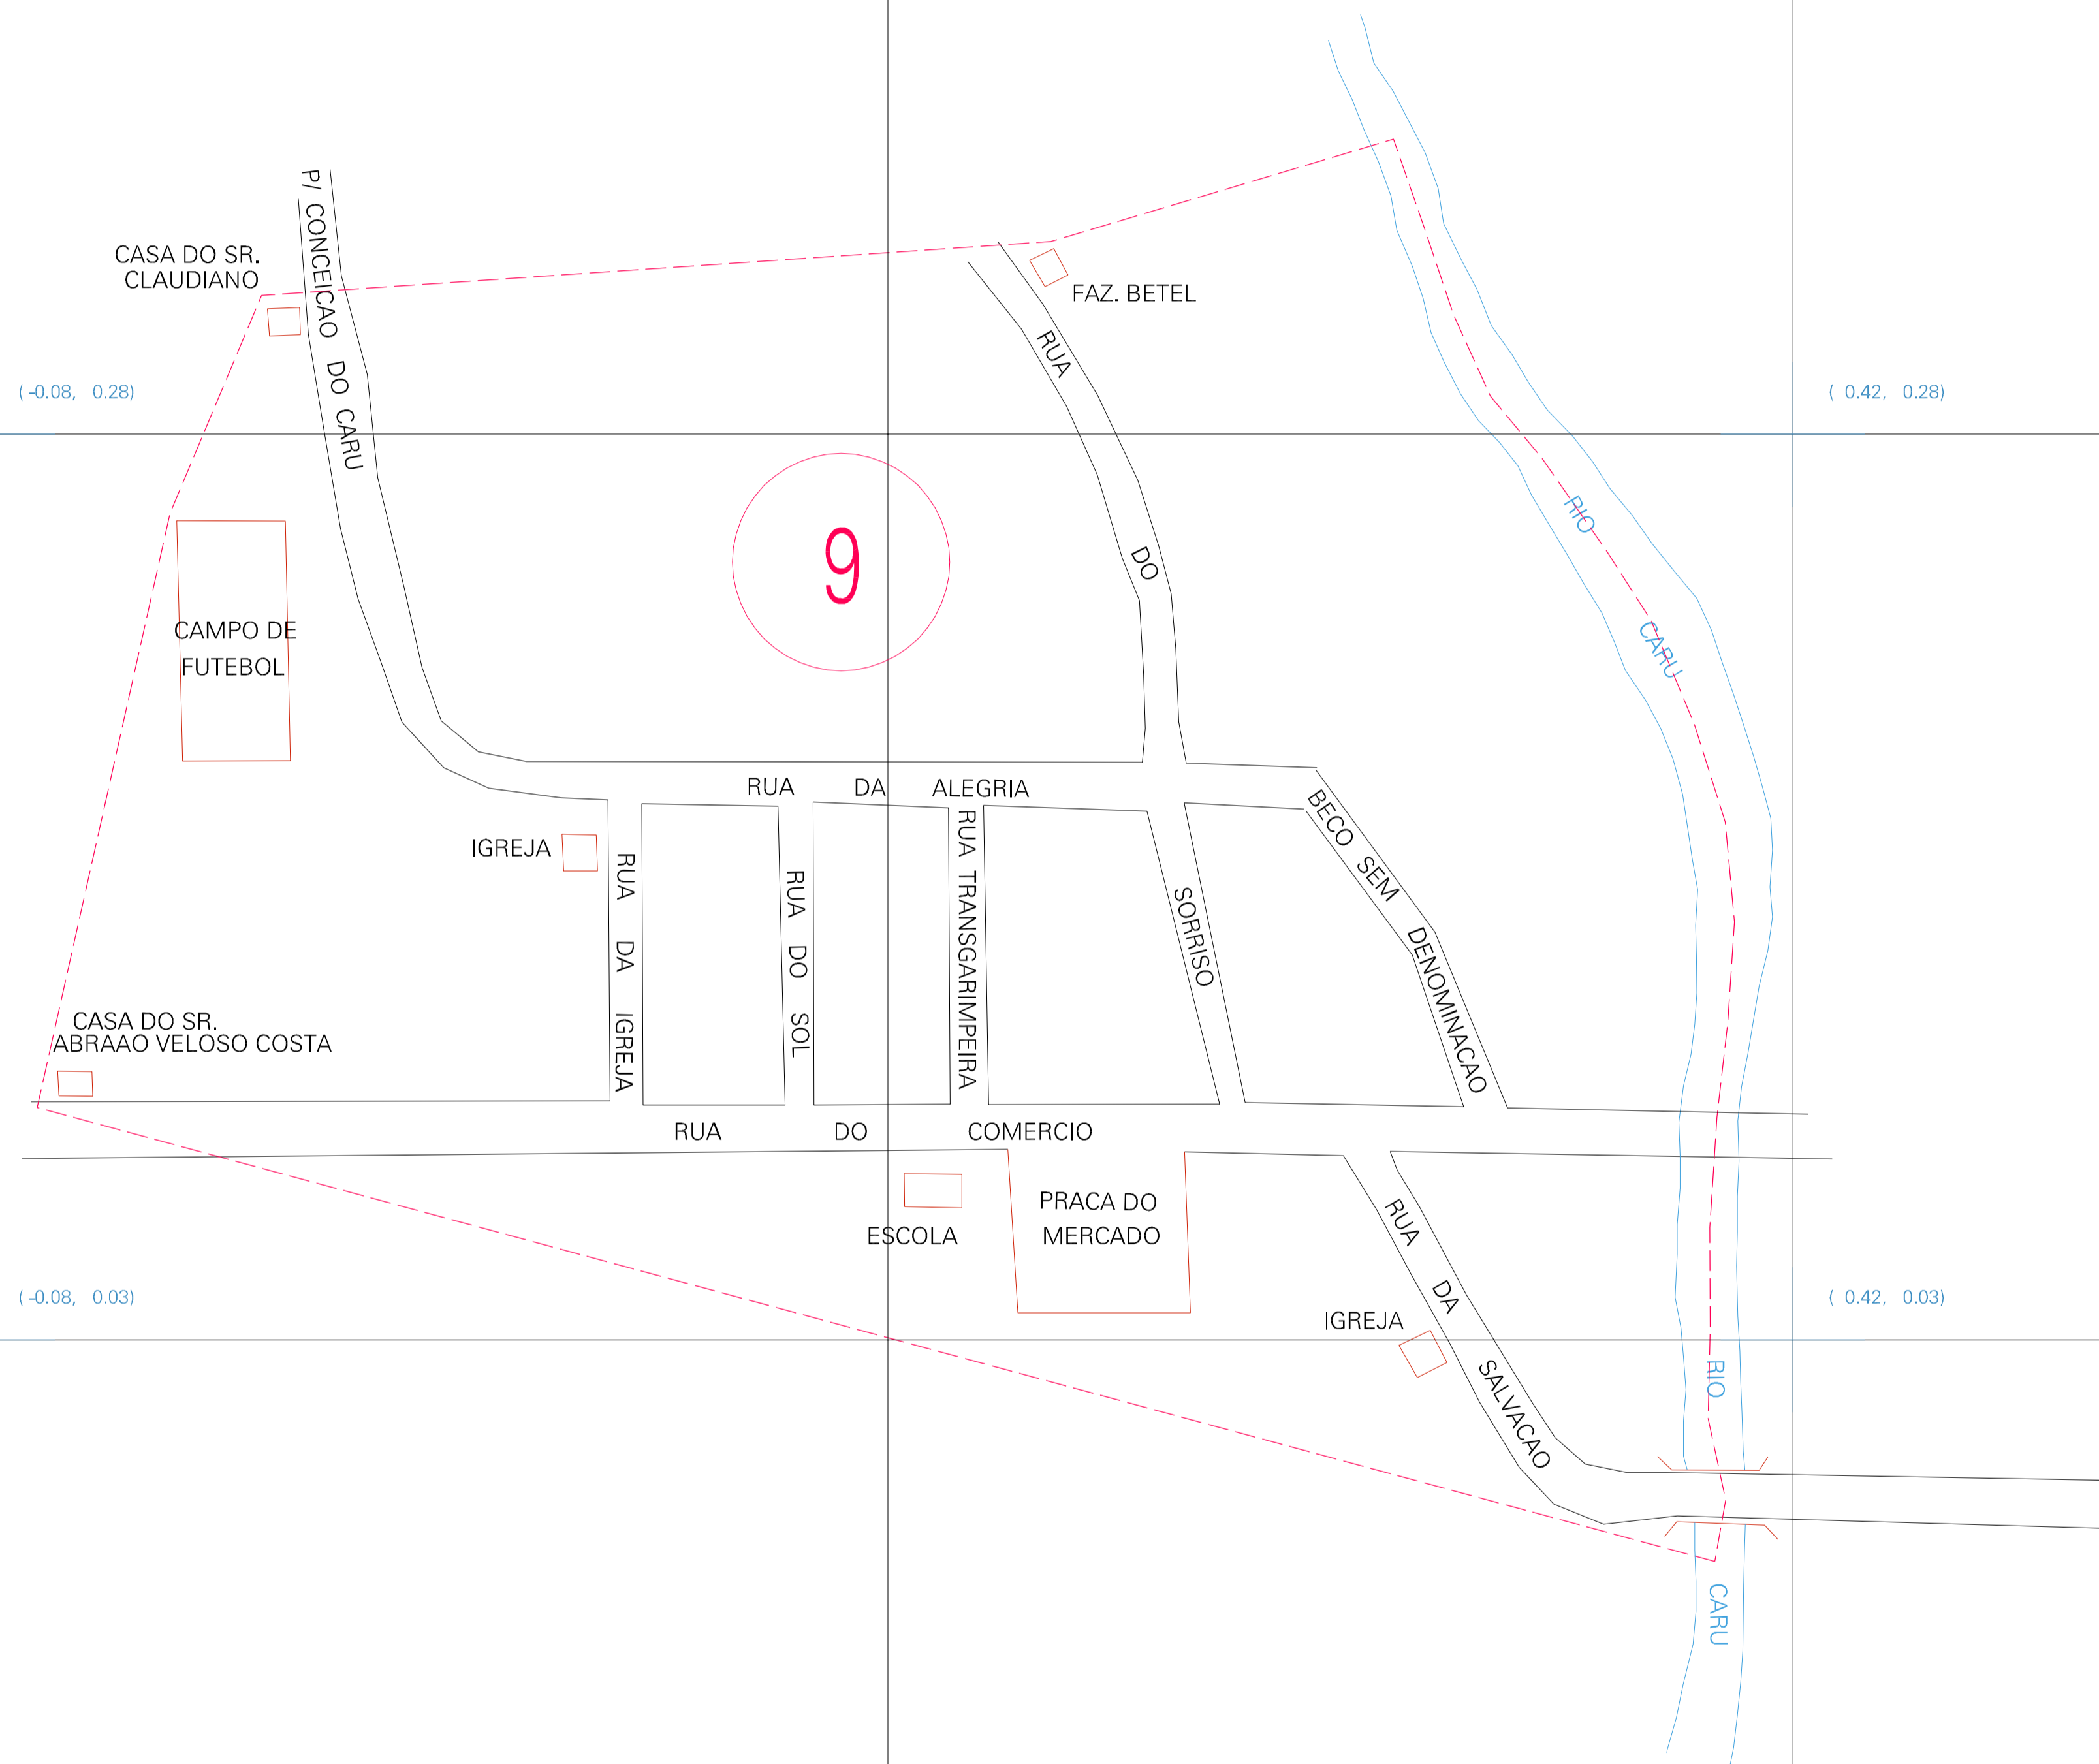 P/ CONCEICAO DO CARU
CASA DO SR.
CLAUDIANO
FAZ. BETEL
( -0.08, 0.28)
( 0.42, 0.28)
RUA DO SORRISO
9
RIO CARU
CAMPO DE
FUTEBOL
RUA DA ALEGRIA
BECO SEM DENOMINACAO
IGREJA
RUA DA IGREJA
RUA DO SOL
RUA TRANSGARIMPEIRA
CASA DO SR.
ABRAAO VELOSO COSTA
RUA DO COMERCIO
PRACA DO
MERCADO
ESCOLA
RUA DA SALVACAO
( -0.08, 0.03)
( 0.42, 0.03)
IGREJA
RIO CARU